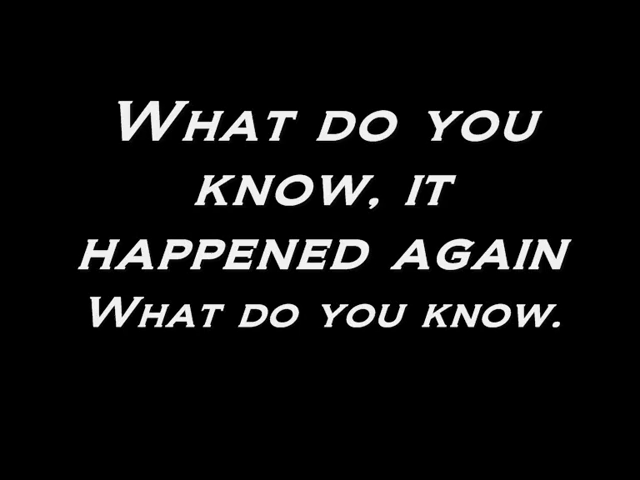 What do you
know, it
happened again
What do you know.